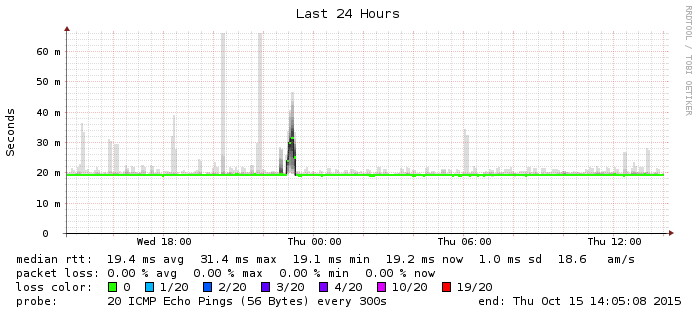 Last 24 Hours
RRDTOOL / TOBI OETIKER
Seconds
60 m
50 m
40 m
30 m
20 m
10 m
0
Wed 18:00 Thu 00:00 Thu 06:00 Thu 12:00
median rtt: 19.4 ms avg 31.4 ms max 19.1 ms min 19.2 ms now 1.0 ms sd 18.6 am/s
packet loss: 0.00 % avg 0.00 % max 0.00 % min 0.00 % now
loss color: 0 1/20 2/20 3/20 4/20 10/20 19/20
probe: 20 ICMP Echo Pings (56 Bytes) every 300s end: Thu Oct 15 14:05:08 2015